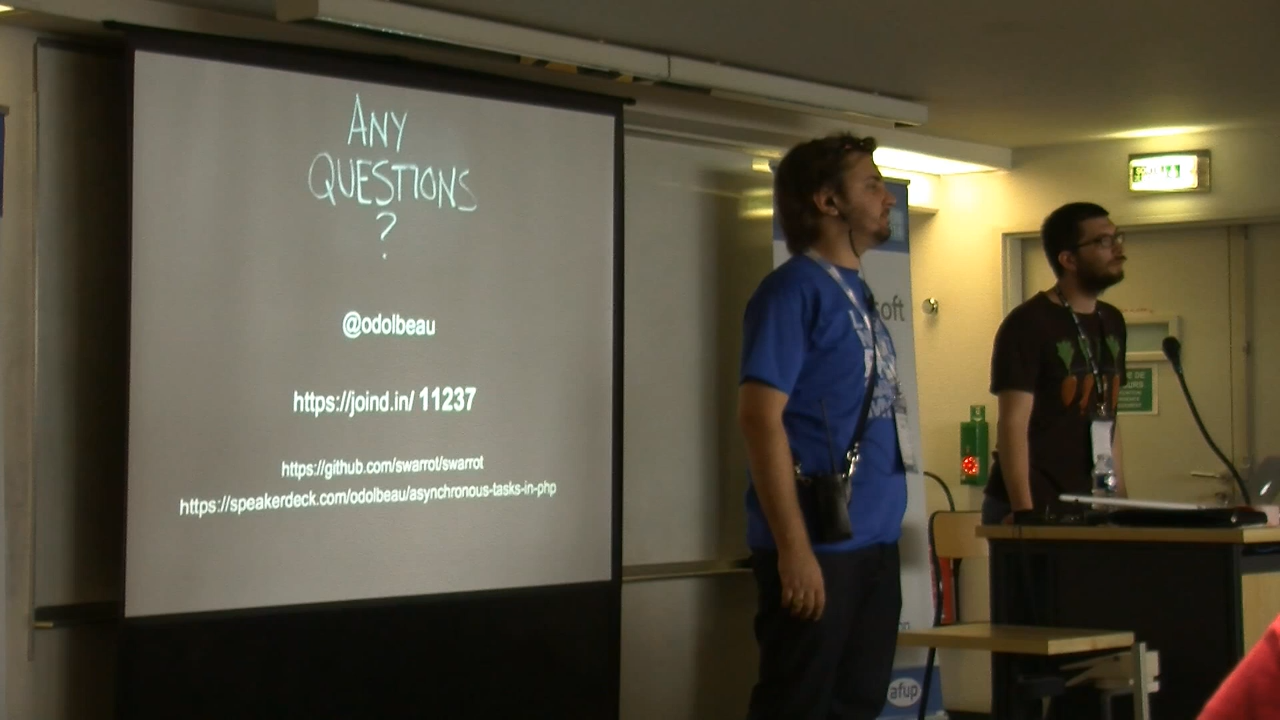 ANY
QUESTIONS
?
@odolbeau
https://joind.in/ 11237
https://github.com/swarrot/swarrot
https://speakerdeck.com/odolbeau/asynchronous-tasks-in-php
soft
afup